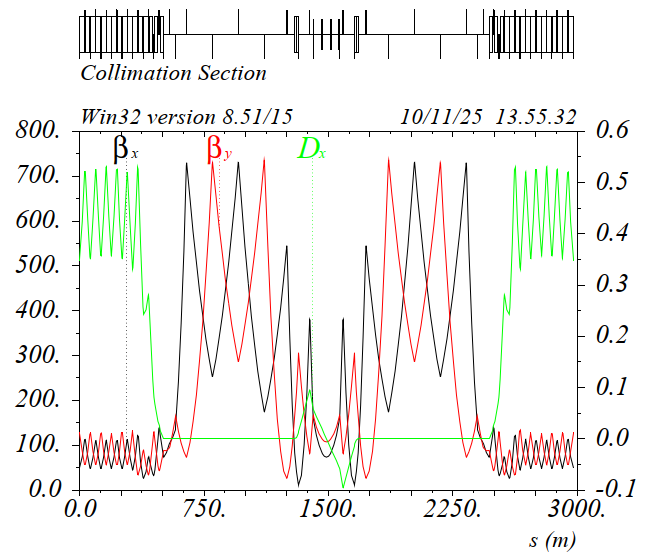 Collimation Section
Win32 version 8.51/15 10/11/25 13.55.32
800. βx βy Dx 0.6
700. 0.5
600. 0.4
500. 0.3
400. 0.2
300. 0.1
200. 0.0
100. -0.1
0.0
0.0 750. 1500. 2250. 3000.
s (m)